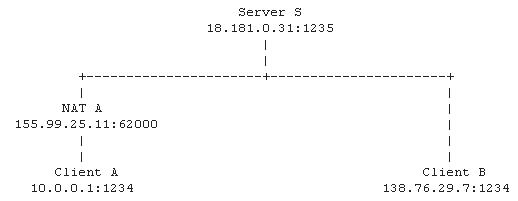 Server S
18.181.0.31:1235
NAT A
155.99.25.11:62000
Client A
10.0.0.1:1234
Client B
138.76.29.7:1234